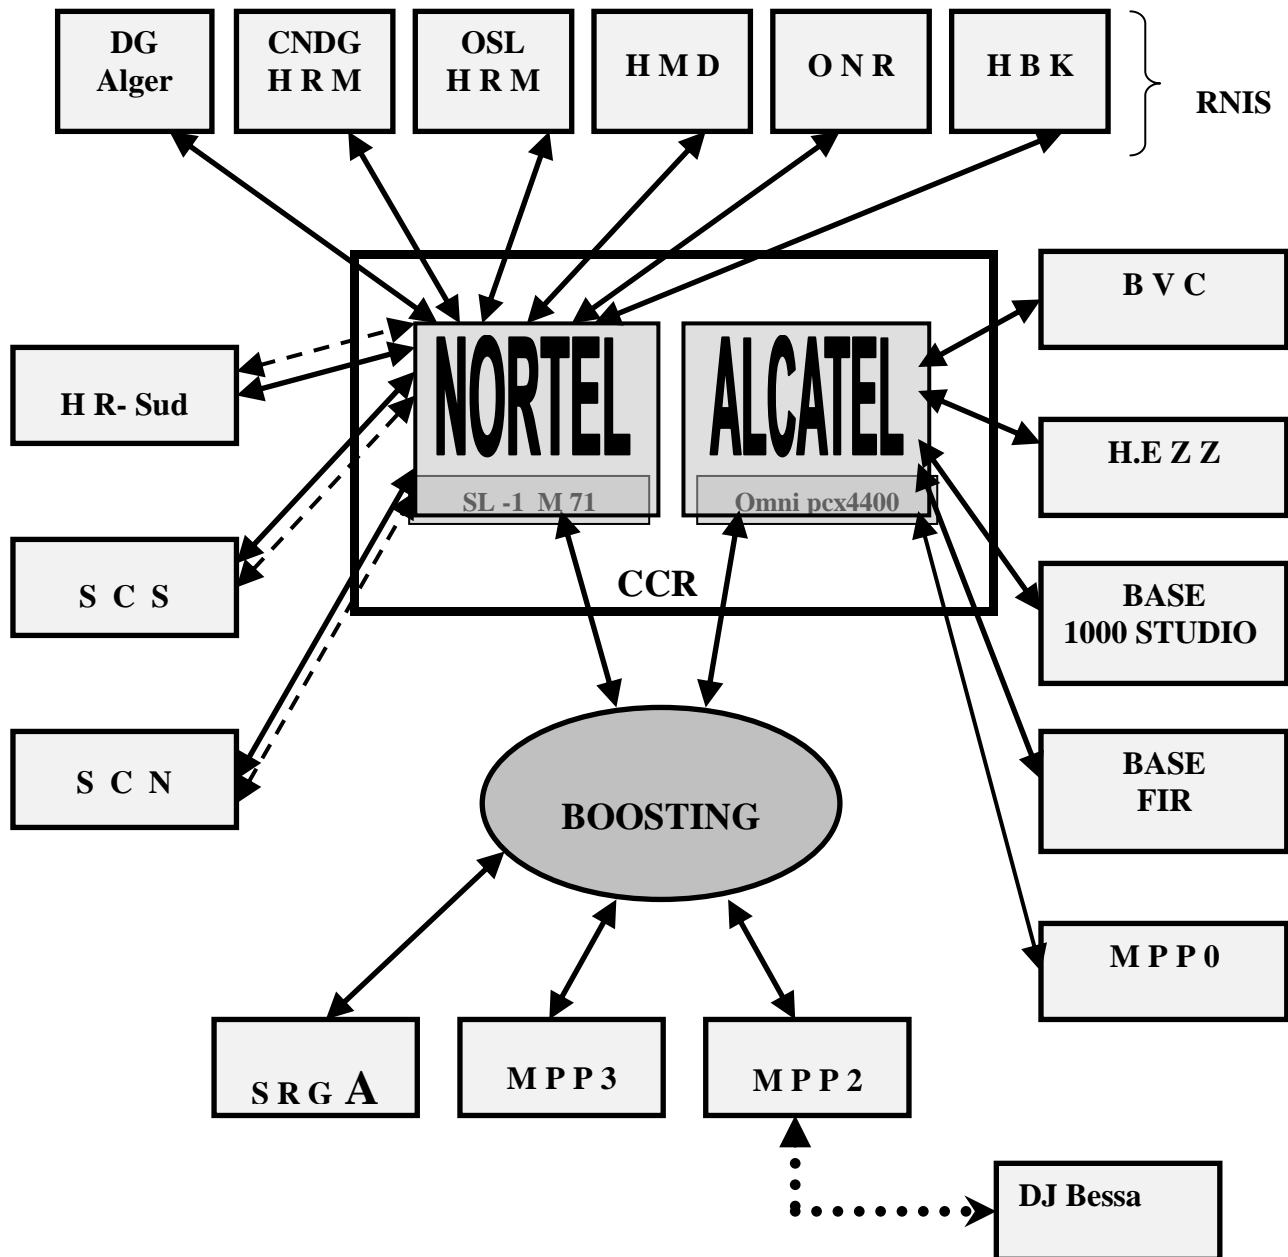 DG
Alger
CNDG
H R M
OSL
H R M
H M D
O N R
H B K
RNIS
B V C
H R- Sud
NORTEL
ALCATEL
H.E Z Z
SL -1 M 71
Omni pcx4400
S C S
CCR
BASE
1000 STUDIO
S C N
BASE
FIR
BOOSTING
M P P 0
S R G A
M P P 3
M P P 2
DJ Bessa